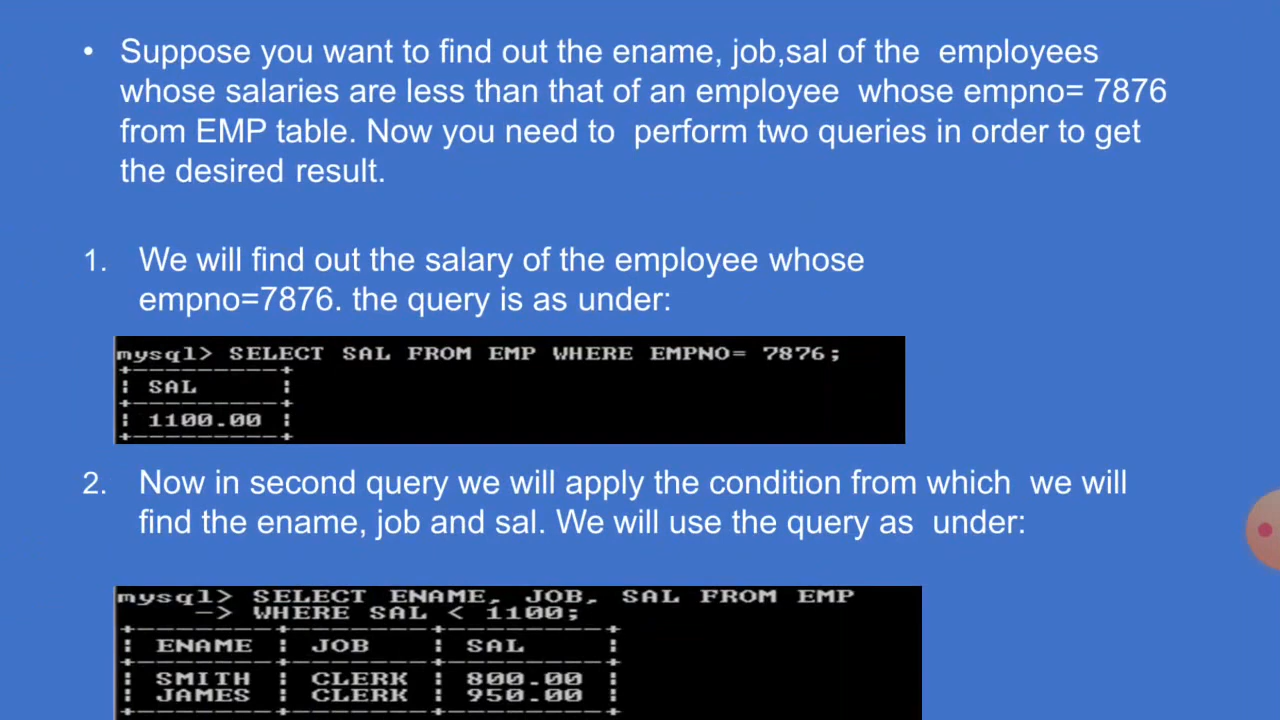 • Suppose you want to find out the ename, job,sal of the employees
whose salaries are less than that of an employee whose empno= 7876
from EMP table. Now you need to perform two queries in order to get
the desired result.
1. We will find out the salary of the employee whose
empno=7876. the query is as under:
mysql> SELECT SAL FROM EMP WHERE EMPNO= 7876;
+---------+
| SAL |
+---------+
| 1100.00 |
+---------+
2. Now in second query we will apply the condition from which we will
find the ename, job and sal. We will use the query as under:
mysql> SELECT ENAME, JOB, SAL FROM EMP
-> WHERE SAL < 1100;
+-------+-------+--------+
| ENAME | JOB | SAL |
+-------+-------+--------+
| SMITH | CLERK | 800.00 |
| JAMES | CLERK | 950.00 |
+-------+-------+--------+